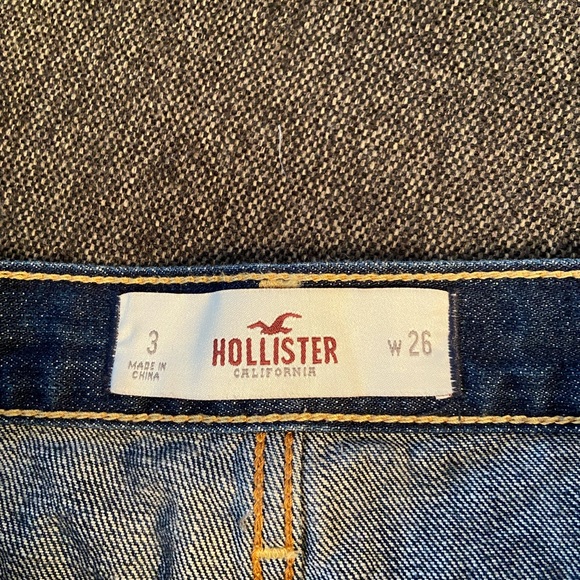 3
MADE IN
CHINA
HOLLISTER
CALIFORNIA
W 26